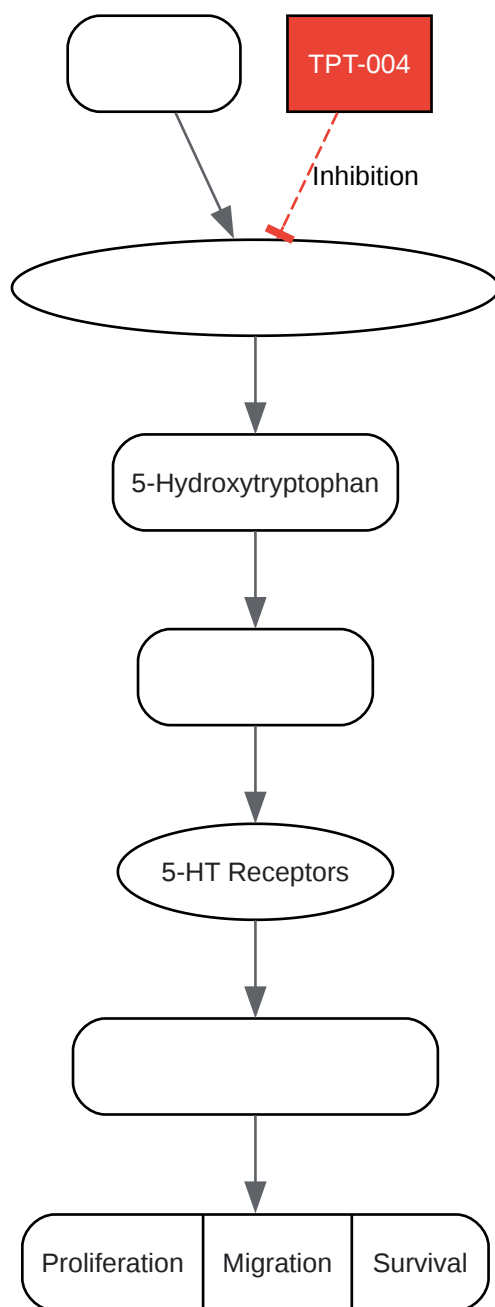 TPT-004
Inhibition
5-Hydroxytryptophan
5-HT Receptors
Proliferation
Migration
Survival